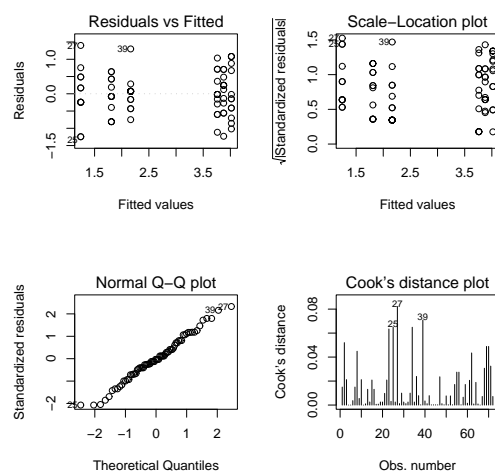 Residuals vs Fitted
Residuals
1.0
0.0
−1.5
27
39
25
1.5 2.5 3.5
Fitted values
Scale−Location plot
√|Standardized residuals|
1.5
1.0
0.5
0.0
27
39
1.5 2.5 3.5
Fitted values
Normal Q−Q plot
Standardized residuals
2
1
0
−2
39
27
25
−2 −1 0 1 2
Theoretical Quantiles
Cook's distance plot
Cook's distance
0.08
0.04
0.00
27
25
39
0 20 40 60
Obs. number